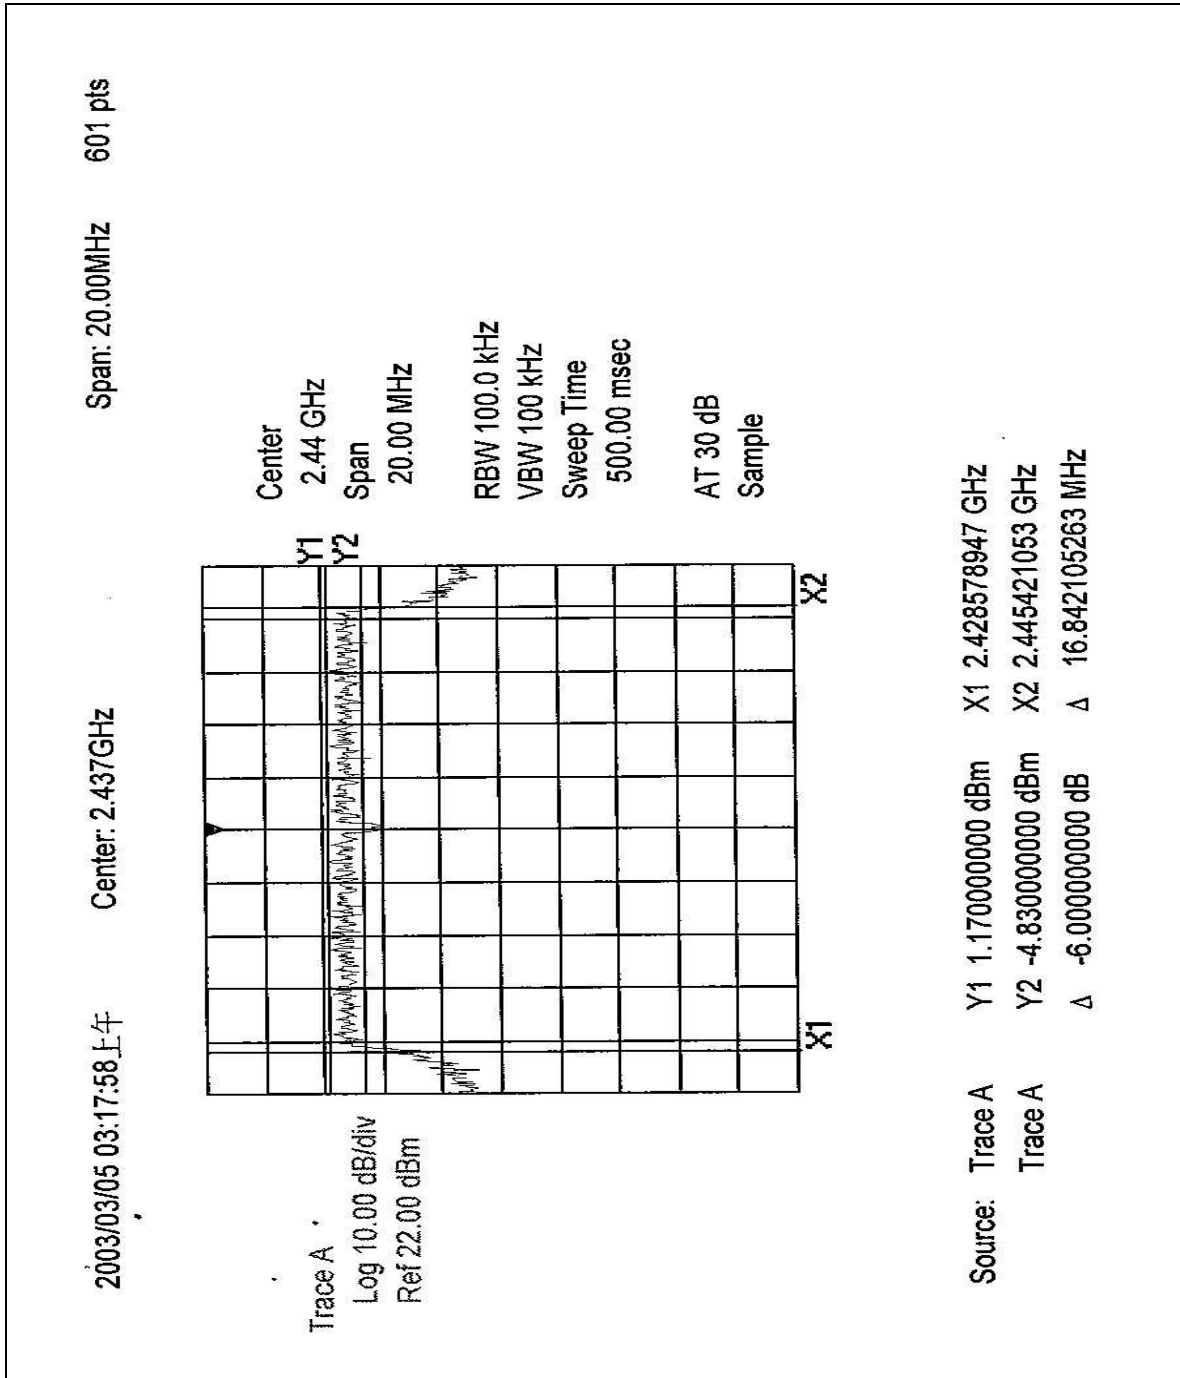 2003/03/05 03:17:58上午 Center: 2.437GHz Span: 20.00MHz 601 pts
Trace A
Log 10.00 dB/div
Ref 22.00 dBm
Y1
Y2
X1
X2
Center
2.44 GHz
Span
20.00 MHz
RBW 100.0 kHz
VBW 100 kHz
Sweep Time
500.00 msec
AT 30 dB
Sample
Source: Trace A Y1 1.170000000 dBm X1 2.428578947 GHz
Trace A Y2 -4.830000000 dBm X2 2.445421053 GHz
Δ -6.000000000 dB Δ 16.842105263 MHz